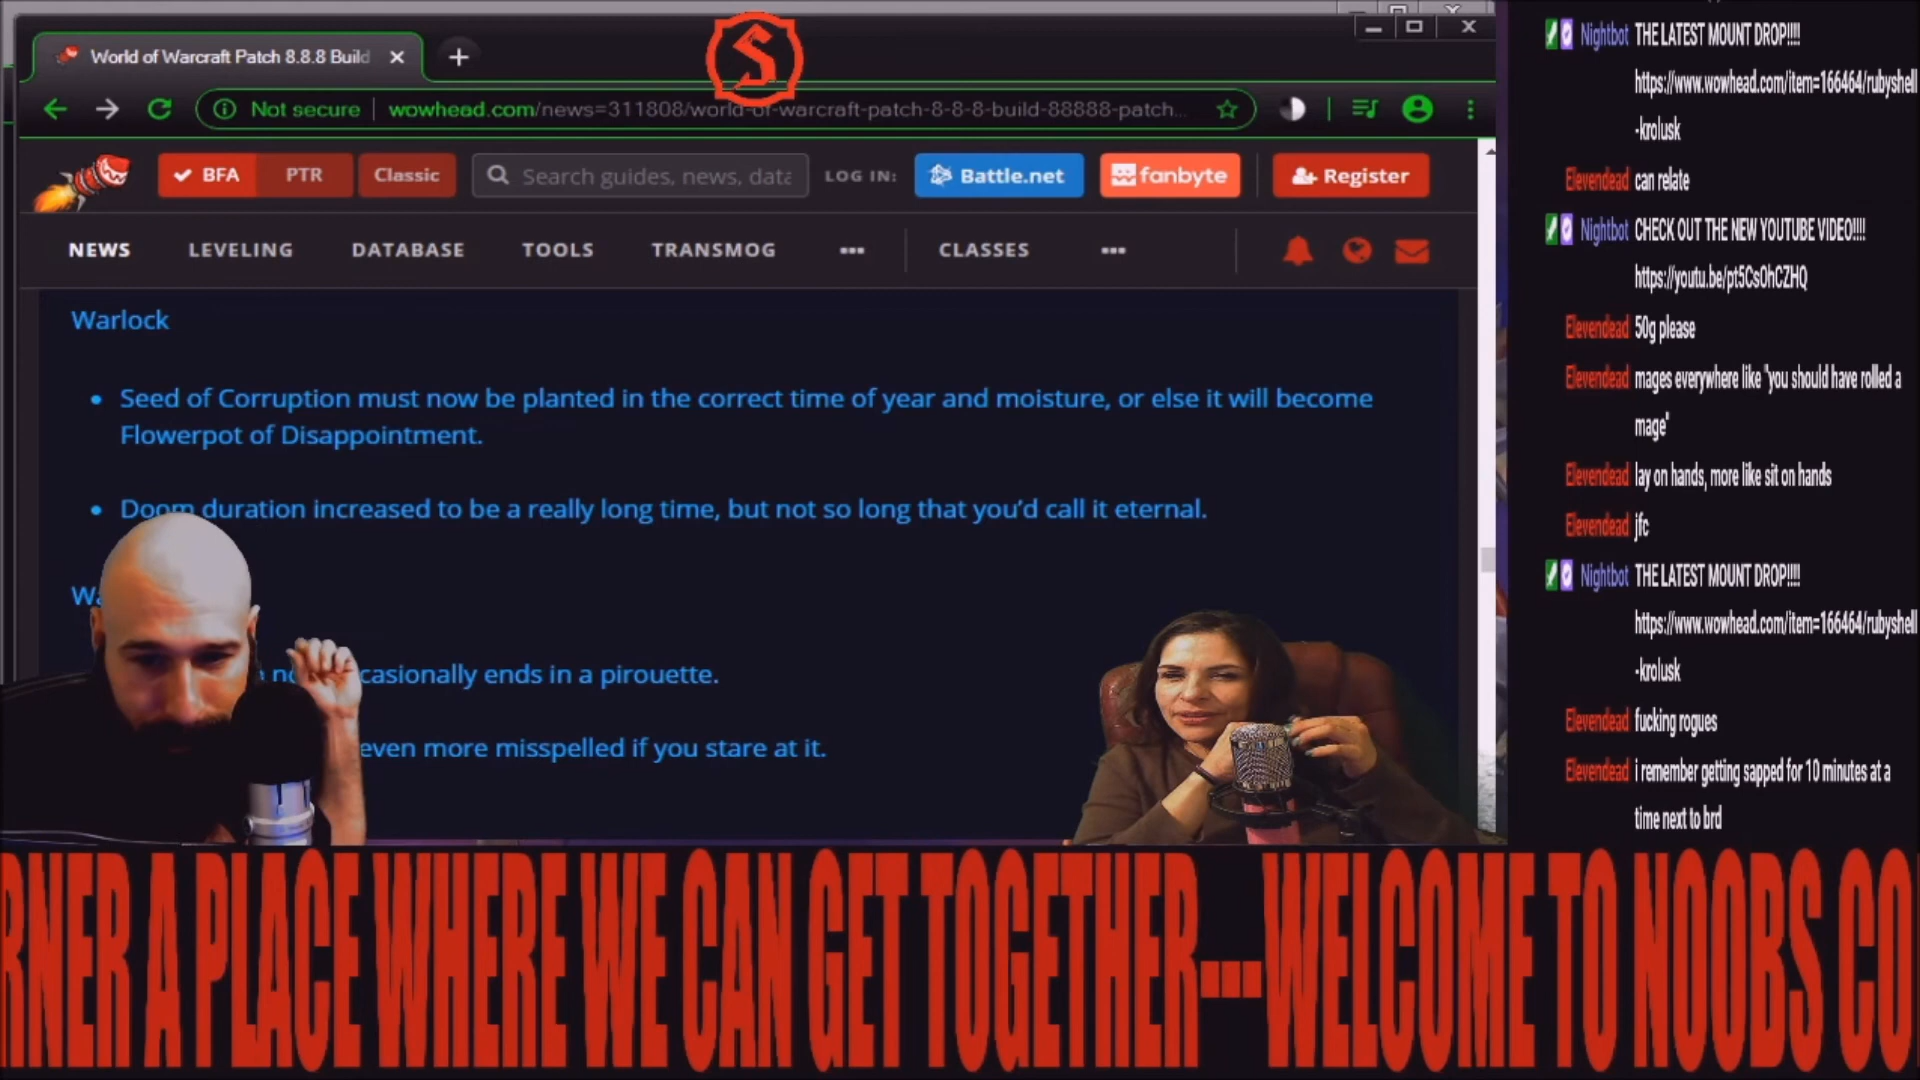 World of Warcraft Patch 8.8.8 Build
Not secure
wowhead.com/news=311808/world-of-warcraft-patch-8-8-8-build-88888-patch...
BFA
PTR
Classic
Search guides, news, data
LOG IN:
Battle.net
fanbyte
Register
NEWS
LEVELING
DATABASE
TOOLS
TRANSMOG
CLASSES
Warlock
Seed of Corruption must now be planted in the correct time of year and moisture, or else it will become
Flowerpot of Disappointment.
Doom duration increased to be a really long time, but not so long that you'd call it eternal.
ends in a pirouette.
even more misspelled if you stare at it.
Nightbot THE LATEST MOUNT DROP!!!!
https://www.wowhead.com/item=166464/rubyshell
-krolusk
Elevendead can relate
Nightbot CHECK OUT THE NEW YOUTUBE VIDEO!!!!
https://youtu.be/pt5CsOhCZHQ
Elevendead 50g please
Elevendead mages everywhere like "you should have rolled a
mage"
Elevendead lay on hands, more like sit on hands
Elevendead jfc
Nightbot THE LATEST MOUNT DROP!!!!
https://www.wowhead.com/item=166464/rubyshell
-krolusk
Elevendead fucking rogues
Elevendead i remember getting sapped for 10 minutes at a
time next to brd
RNER A PLACE WHERE WE CAN GET TOGETHER---WELCOME TO NOOBS CO